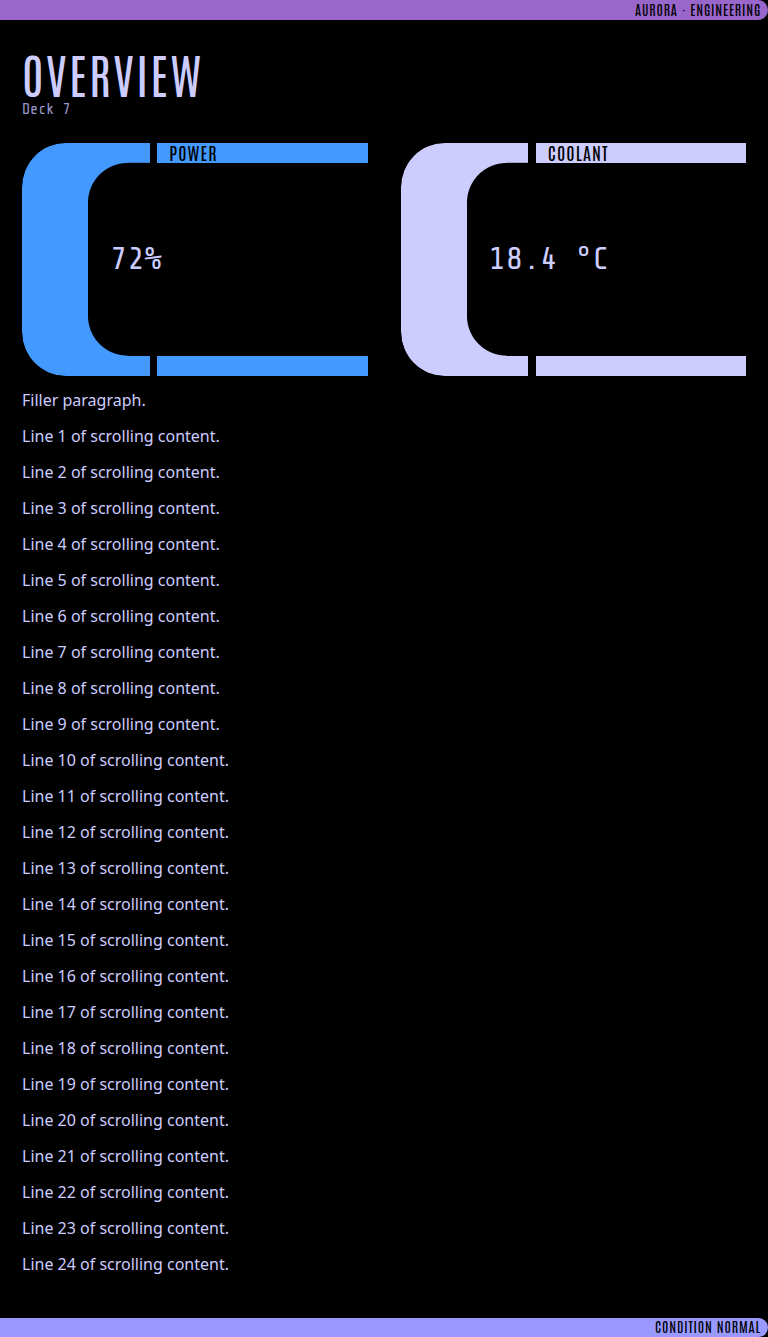 AURORA · ENGINEERING
OVERVIEW
Deck 7
POWER
COOLANT
72%
18.4 °C
Filler paragraph.
Line 1 of scrolling content.
Line 2 of scrolling content.
Line 3 of scrolling content.
Line 4 of scrolling content.
Line 5 of scrolling content.
Line 6 of scrolling content.
Line 7 of scrolling content.
Line 8 of scrolling content.
Line 9 of scrolling content.
Line 10 of scrolling content.
Line 11 of scrolling content.
Line 12 of scrolling content.
Line 13 of scrolling content.
Line 14 of scrolling content.
Line 15 of scrolling content.
Line 16 of scrolling content.
Line 17 of scrolling content.
Line 18 of scrolling content.
Line 19 of scrolling content.
Line 20 of scrolling content.
Line 21 of scrolling content.
Line 22 of scrolling content.
Line 23 of scrolling content.
Line 24 of scrolling content.
CONDITION NORMAL